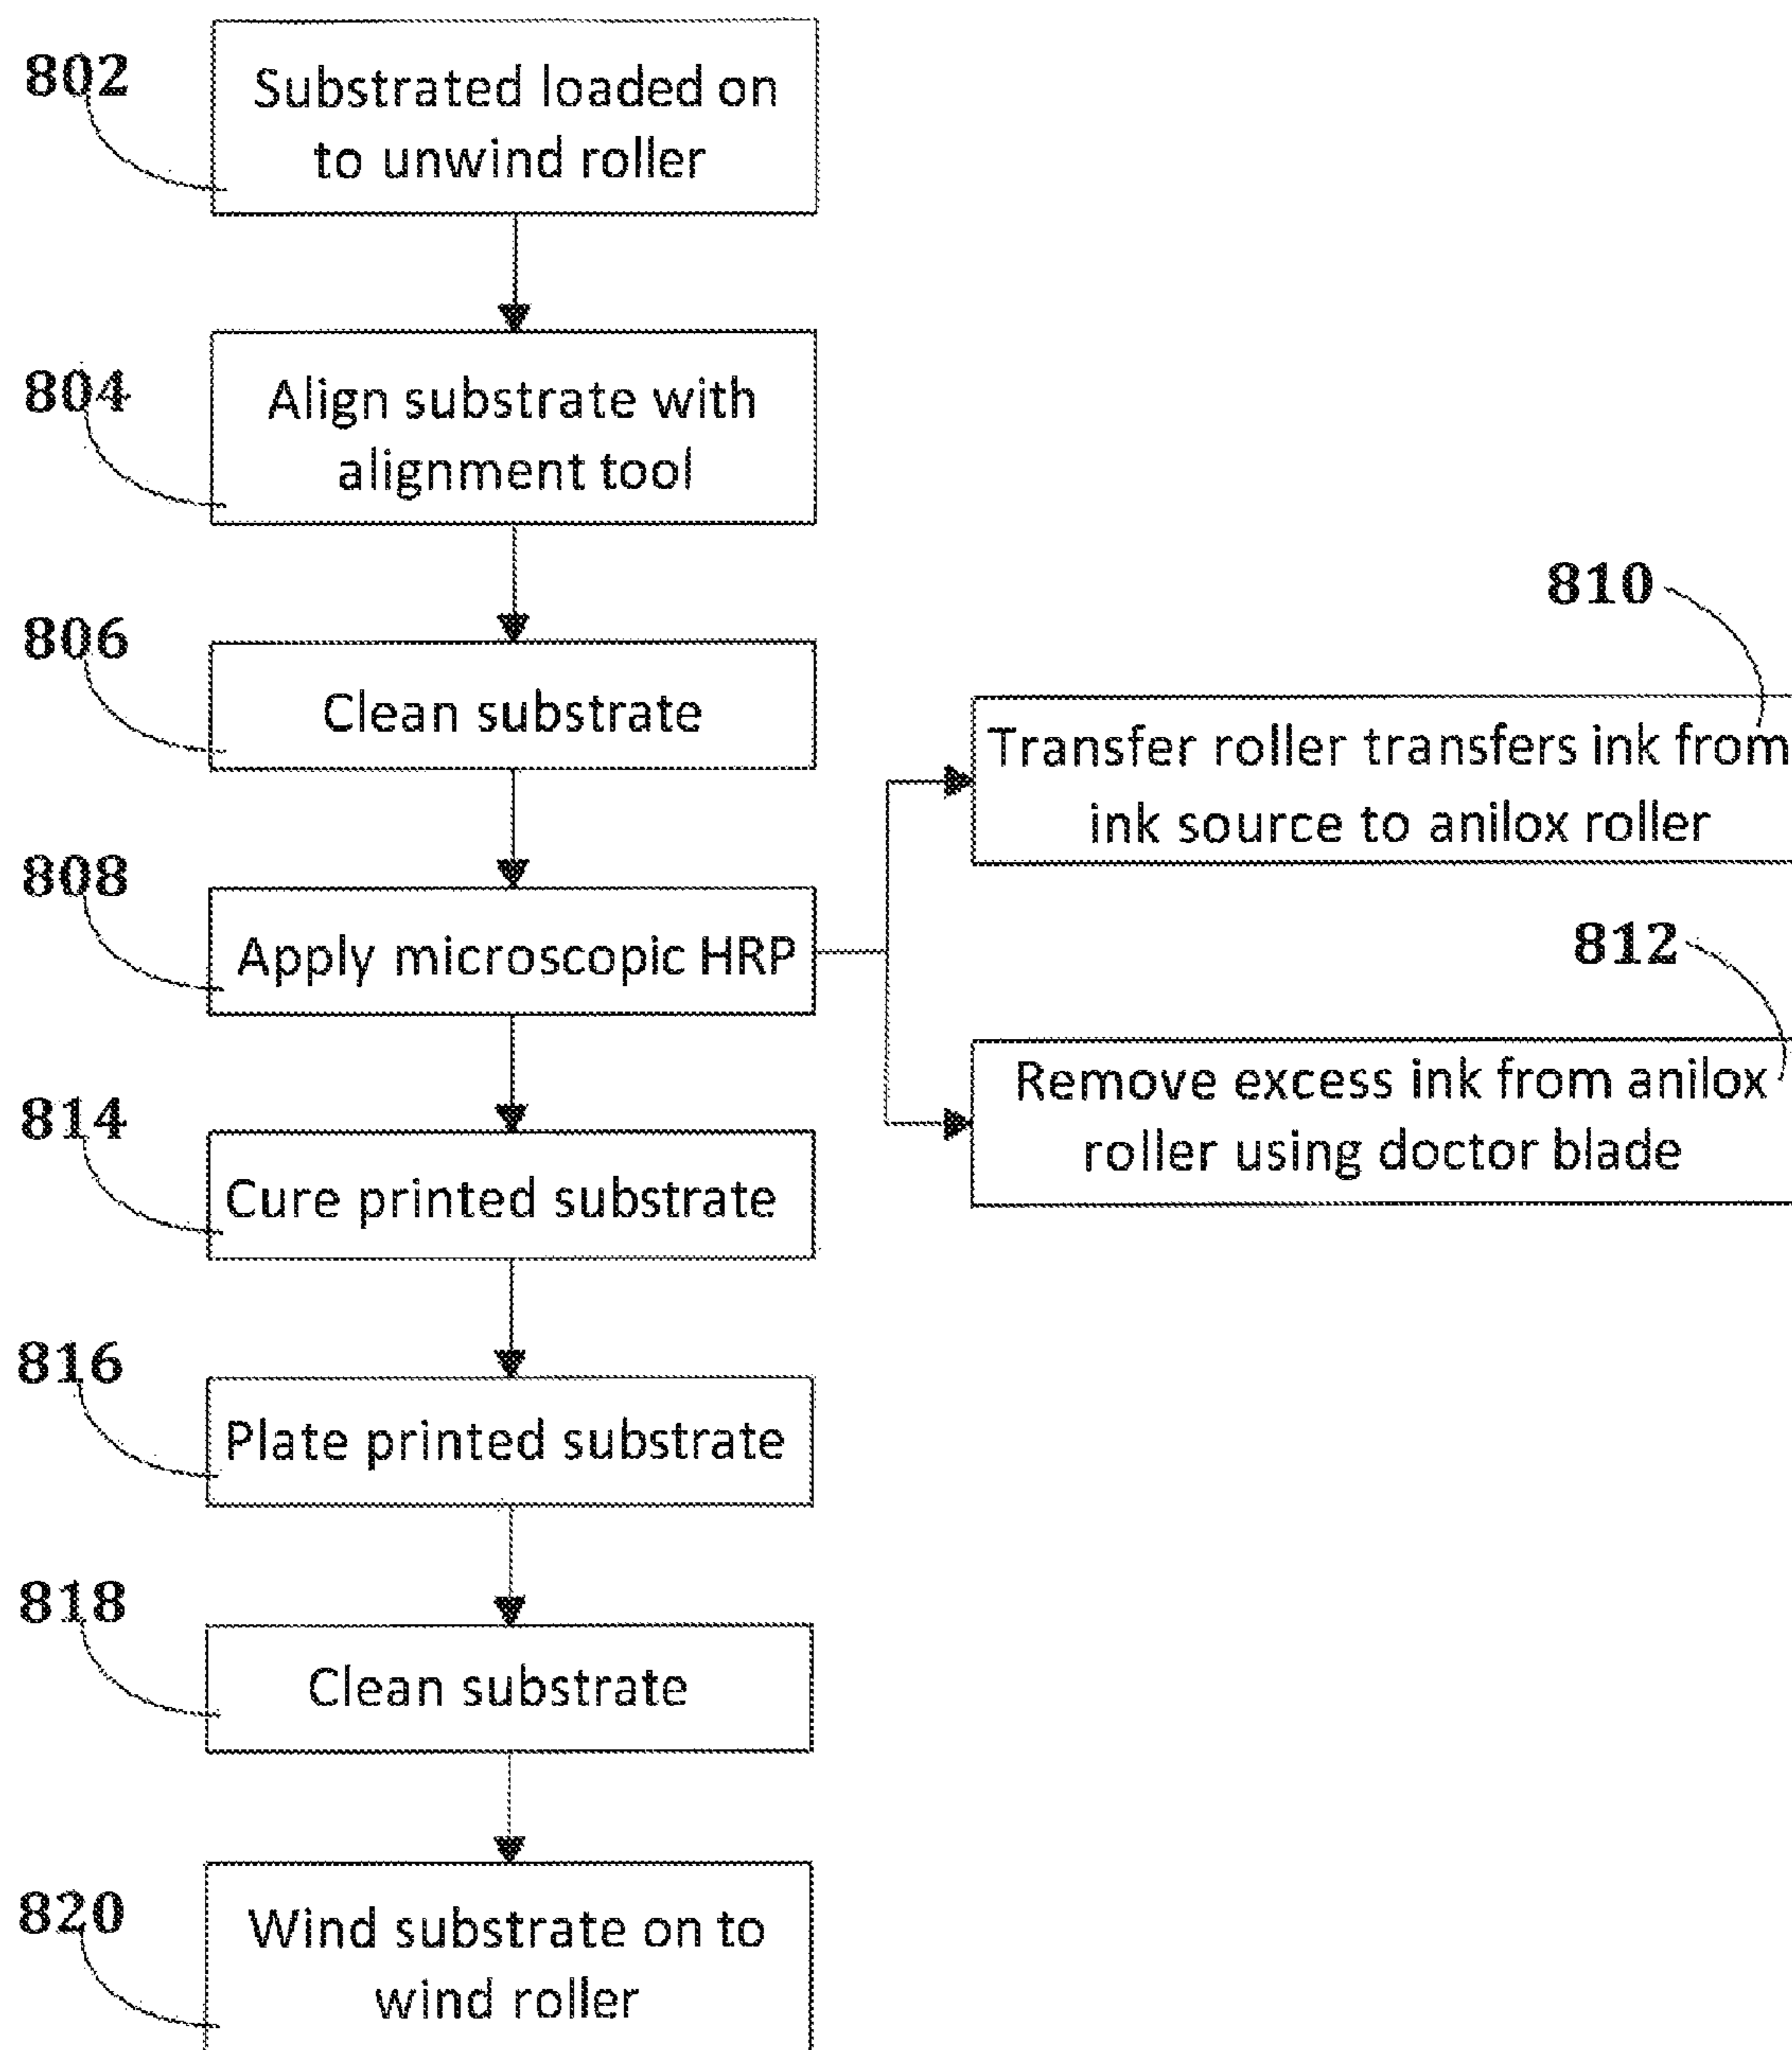 802
Substrated loaded on
to unwind roller
804
Align substrate with
alignment tool
806
Clean substrate
808
Apply microscopic HRP
810
Transfer roller transfers ink from
ink source to anilox roller
812
Remove excess ink from anilox
roller using doctor blade
814
Cure printed substrate
816
Plate printed substrate
818
Clean substrate
820
Wind substrate on to
wind roller